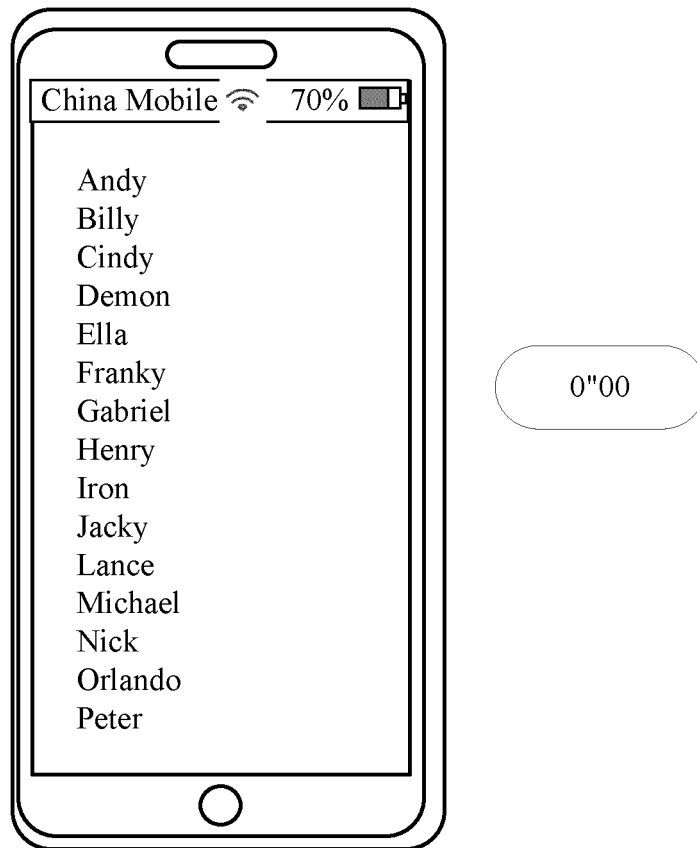 China Mobile 70%
Andy
Billy
Cindy
Demon
Ella
Franky
Gabriel
Henry
Iron
Jacky
Lance
Michael
Nick
Orlando
Peter
0"00